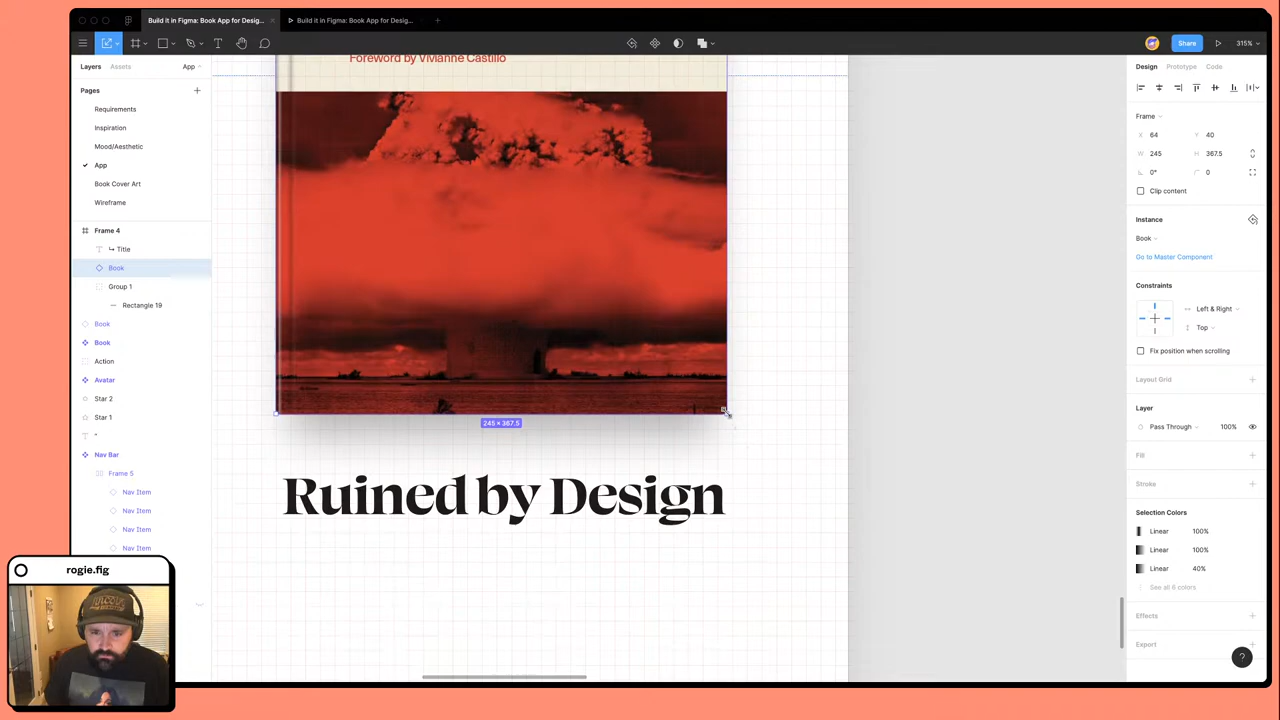 Build it in Figma: Book App for Desig...
Build it in Figma: Book App for Desig...
Share
315%
Layers
Assets
App
Pages
Requirements
Inspiration
Mood/Aesthetic
App
Book Cover Art
Wireframe
Frame 4
Title
Book
Group 1
Rectangle 19
Book
Book
Action
Avatar
Star 2
Star 1
"
Nav Bar
Frame 5
Nav Item
Nav Item
Nav Item
Nav Item
rogie.fig
Foreword by Vivianne Castillo
245 × 367.5
Ruined by Design
Design
Prototype
Code
Frame
X 64 Y 40
W 245 H 367.5
0° 0
Clip content
Instance
Book
Go to Master Component
Constraints
Left & Right
Top
Fix position when scrolling
Layout Grid
Layer
Pass Through 100%
Fill
Stroke
Selection Colors
Linear 100%
Linear 100%
Linear 40%
See all 8 colors
Effects
Export
?